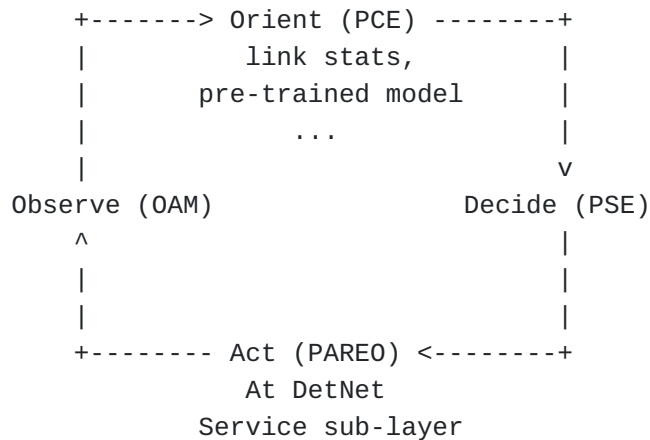 +-------> Orient (PCE) --------+
|          link stats,         |
|       pre-trained model      |
|             ...              |
|                              v
Observe (OAM)                Decide (PSE)
^                              |
|                              |
|                              |
+-------- Act (PAREO) <--------+
At DetNet
Service sub-layer